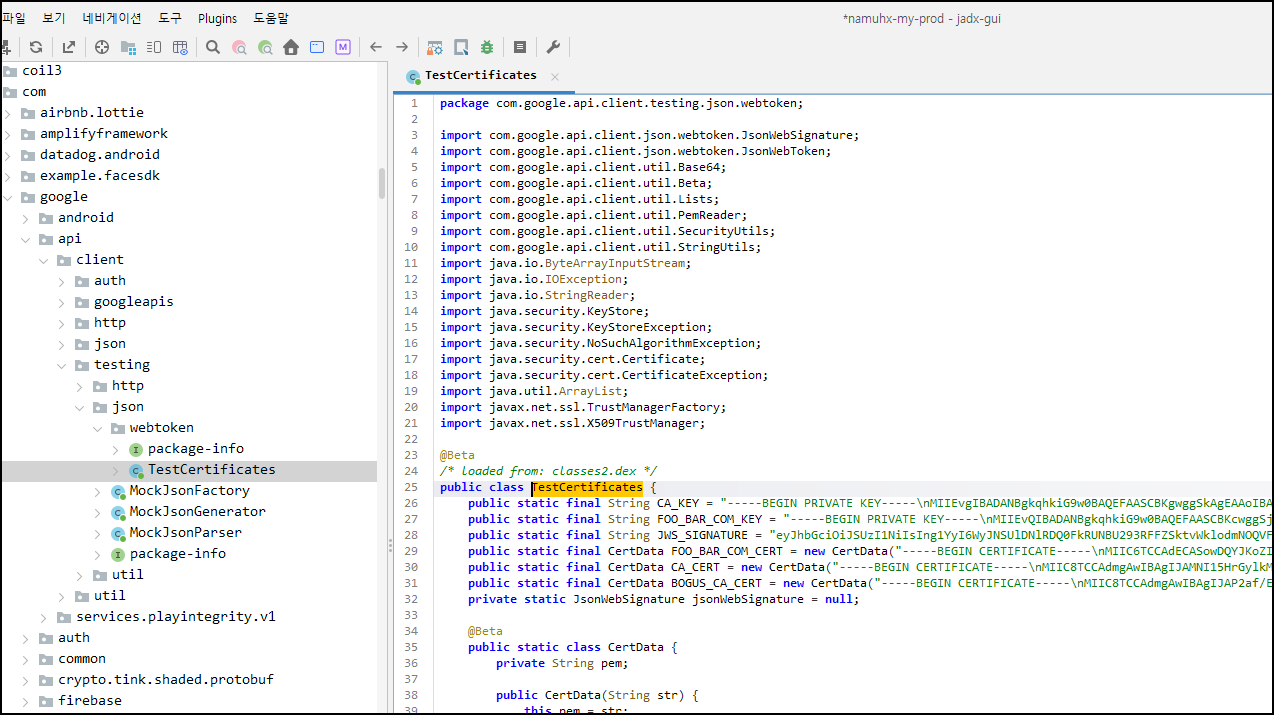 파일 보기 네비게이션 도구 Plugins 도움말 *namuhx-my-prod - jadx-gui
coil3
com
airbnb.lottie
amplifyframework
datadog.android
example.facesdk
google
android
api
client
auth
googleapis
http
json
testing
http
json
webtoken
package-info
TestCertificates
MockJsonFactory
MockJsonGenerator
MockJsonParser
package-info
util
util
services.playintegrity.v1
auth
common
crypto.tink.shaded.protobuf
firebase
TestCertificates
1 package com.google.api.client.testing.json.webtoken;
2
3 import com.google.api.client.json.webtoken.JsonWebSignature;
4 import com.google.api.client.json.webtoken.JsonWebToken;
5 import com.google.api.client.util.Base64;
6 import com.google.api.client.util.Beta;
7 import com.google.api.client.util.Lists;
8 import com.google.api.client.util.PemReader;
9 import com.google.api.client.util.SecurityUtils;
10 import com.google.api.client.util.StringUtils;
11 import java.io.ByteArrayInputStream;
12 import java.io.IOException;
13 import java.io.StringReader;
14 import java.security.KeyStore;
15 import java.security.KeyStoreException;
16 import java.security.NoSuchAlgorithmException;
17 import java.security.cert.Certificate;
18 import java.security.cert.CertificateException;
19 import java.util.ArrayList;
20 import javax.net.ssl.TrustManagerFactory;
21 import javax.net.ssl.X509TrustManager;
22
23 @Beta
24 /* loaded from: classes2.dex */
25 public class TestCertificates {
26 public static final String CA_KEY = "-----BEGIN PRIVATE KEY-----\nMIIEvgIBADANBgkqhkiG9w0BAQEFAASCBKgwggSkAgEAAoIBA
27 public static final String FOO_BAR_COM_KEY = "-----BEGIN PRIVATE KEY-----\nMIIEvQIBADANBgkqhkiG9w0BAQEFAASCBKcwggSj
28 public static final String JWS_SIGNATURE = "eyJhbGciOiJSUzI1NiIsIng1YyI6WyJNSUlDNlRDQ0FkRUNBU293RFFZSktvWklodmNOQVF
29 public static final CertData FOO_BAR_COM_CERT = new CertData("-----BEGIN CERTIFICATE-----\nMIIC6TCCAdECASowDQYJKoZI
30 public static final CertData CA_CERT = new CertData("-----BEGIN CERTIFICATE-----\nMIIC8TCCAdmgAwIBAgIJAMNI15HrGylkM
31 public static final CertData BOGUS_CA_CERT = new CertData("-----BEGIN CERTIFICATE-----\nMIIC8TCCAdmgAwIBAgIJAP2af/E
32 private static JsonWebSignature jsonWebSignature = null;
33
34 @Beta
35 public static class CertData {
36 private String pem;
37
38 public CertData(String str) {
39 this.pem = str;